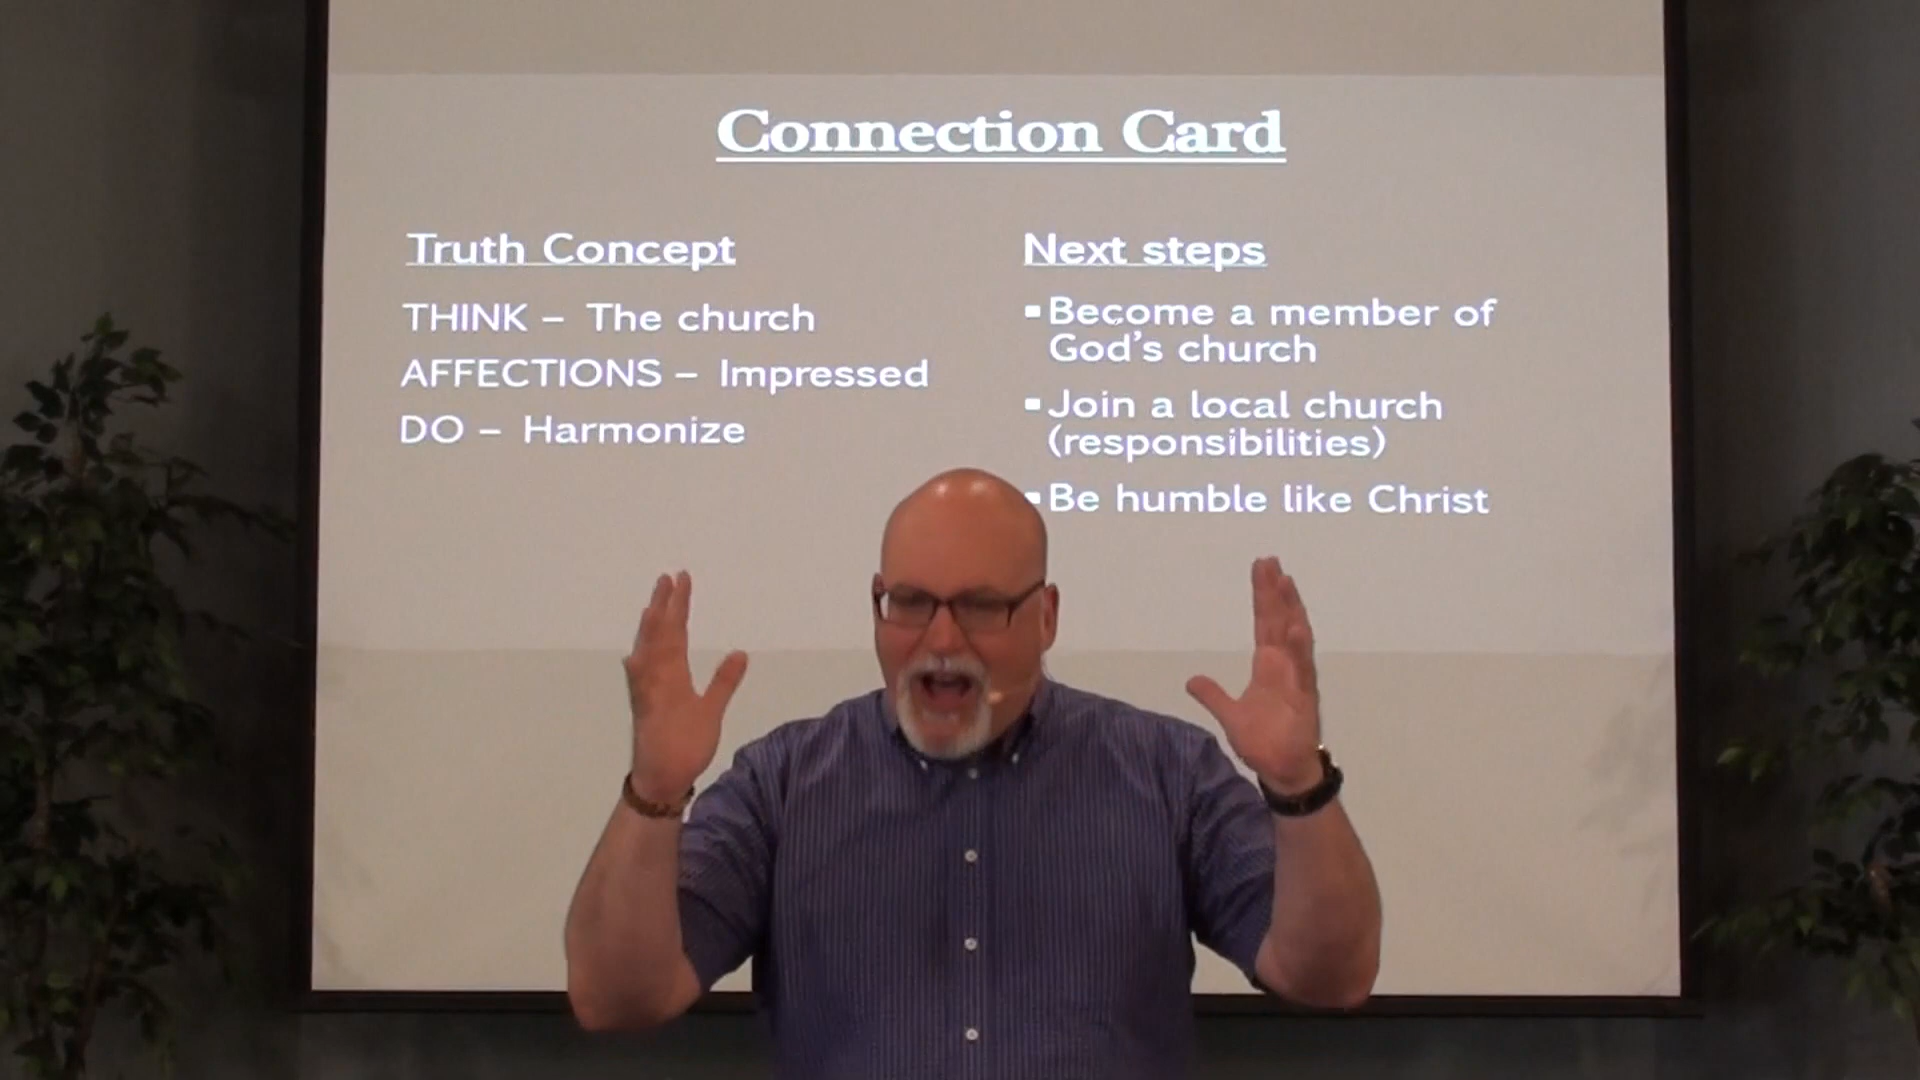 Connection Card
Truth Concept
THINK – The church
AFFECTIONS – Impressed
DO – Harmonize
Next steps
▪Become a member of
God's church
▪Join a local church
(responsibilities)
▪Be humble like Christ